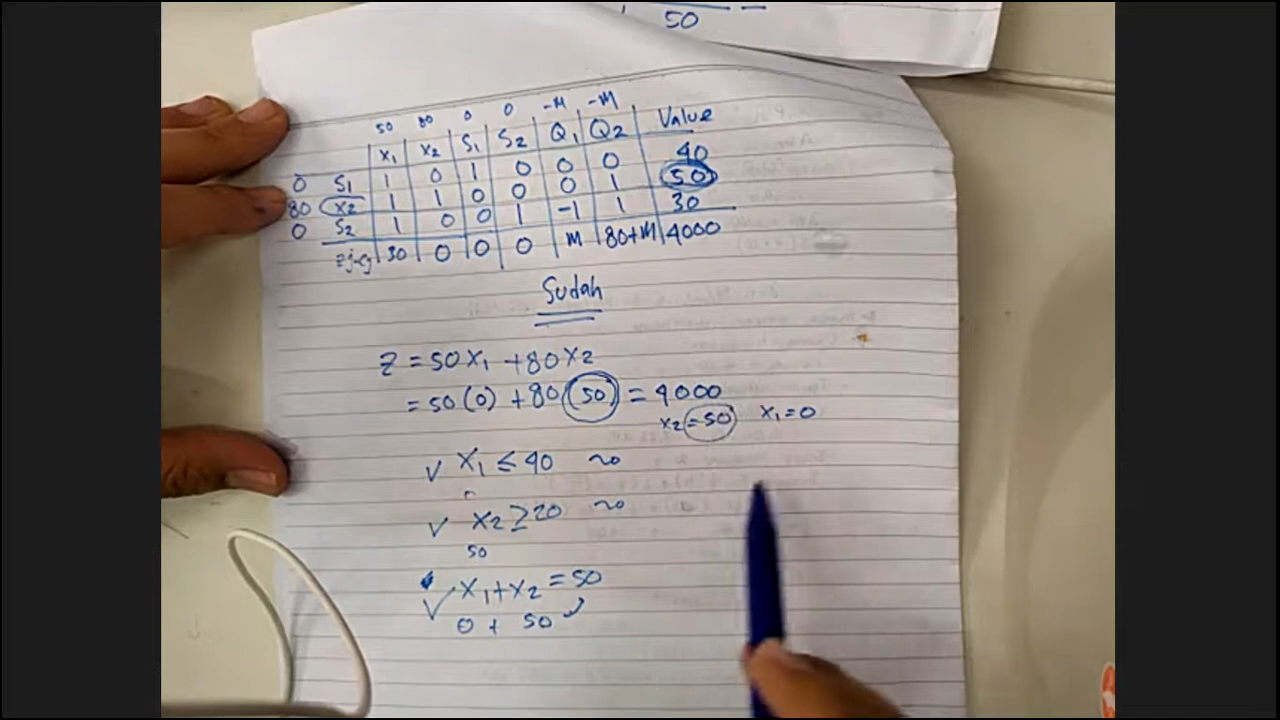 50
50 80 0 0 -M -M
X₁ X₂ S₁ S₂ Q₁ Q₂ Value
0 S₁ 1 0 1 0 0 0 40
80 X₂ 1 1 0 0 0 1 50
0 S₂ 1 0 0 1 -1 1 30
Zj-Cj 30 0 0 0 M 80+M 4000
Sudah
Z = 50X₁ + 80X₂
= 50(0) + 80(50) = 4000
X₂ = 50 X₁ = 0
✓ X₁ ≤ 40 ~
✓ X₂ ≥ 20 ~
50
✓ X₁ + X₂ = 50
0 + 50